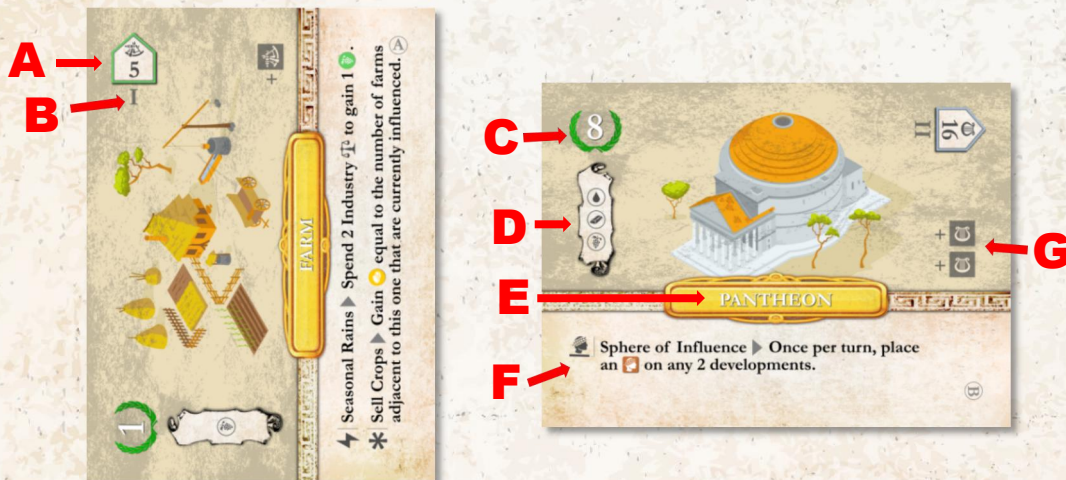 A
5
I
B
+
FARM
Seasonal Rains Spend 2 Industry to gain 1 .
Sell Crops Gain equal to the number of farms
adjacent to this one that are currently influenced. A
1
C
8
16
II
D
+
+
G
E
PANTHEON
F
Sphere of Influence Once per turn, place
an on any 2 developments.
B